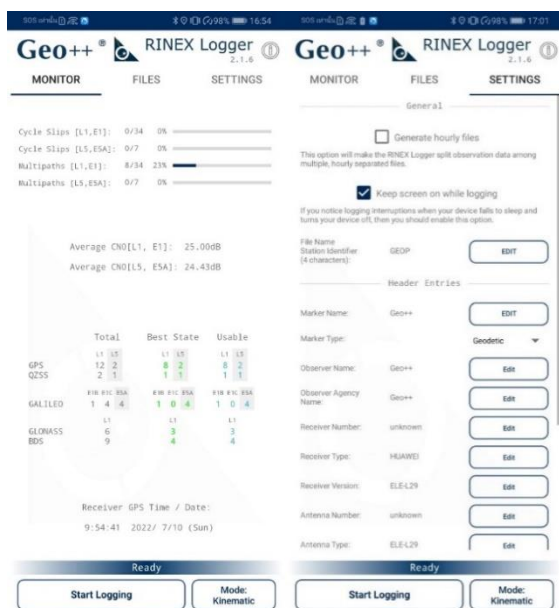 16:54
Geo++ ® RINEX Logger
2.1.6
MONITOR FILES SETTINGS
Cycle Slips [L1,E1]: 0/34 0%
Cycle Slips [L5,E5A]: 0/7 0%
Multipaths [L1,E1]: 8/34 23%
Multipaths [L5,E5A]: 0/7 0%
Average CN0[L1, E1]: 25.00dB
Average CN0[L5, E5A]: 24.43dB
Total Best State Usable
L1 L5 L1 L5 L1 L5
GPS 12 2 8 2 8 2
QZSS 2 1 1 1 1 1
E1B E1C E5A E1B E1C E5A E1B E1C E5A
GALILEO 1 4 4 1 0 4 1 0 4
L1 L1 L1
GLONASS 6 3 3
BDS 9 4 4
Receiver GPS Time / Date:
9:54:41 2022/ 7/10 (Sun)
Ready
Start Logging
Mode:
Kinematic
98% 17:01
Geo++ ® RINEX Logger
2.1.6
MONITOR FILES SETTINGS
General
Generate hourly files
This option will make the RINEX Logger split observation data among
multiple, hourly separated files.
Keep screen on while logging
If you notice logging interruptions when your device falls to sleep and
turns your device off, then you should enable this
option.
File Name
Station Identifier
(4 characters):
GEOP EDIT
Header Entries
Marker Name: Geo++ EDIT
Marker Type: Geodetic
Observer Name: Geo++ Edit
Observer Agency
Name:
Geo++ Edit
Receiver Number: unknown Edit
Receiver Type: HUAWEI Edit
Receiver Version: ELE-L29 Edit
Antenna Number: unknown Edit
Antenna Type: ELE-L29 Edit
Ready
Start Logging
Mode:
Kinematic